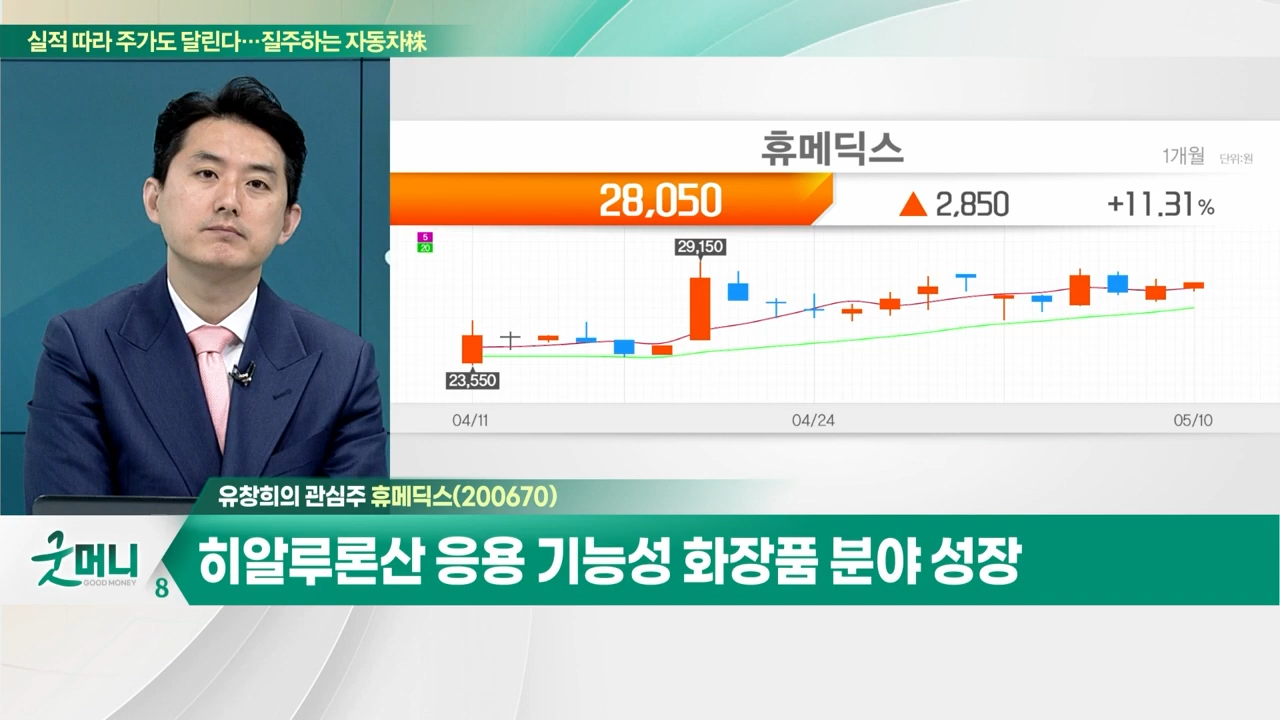 실적 따라 주가도 달린다…질주하는 자동차株
휴메딕스
1개월 단위:원
28,050 ▲ 2,850 +11.31%
5
20
29,150
23,550
04/11 04/24 05/10
유창희의 관심주 휴메딕스(200670)
굿머니
GOOD MONEY
8
히알루론산 응용 기능성 화장품 분야 성장